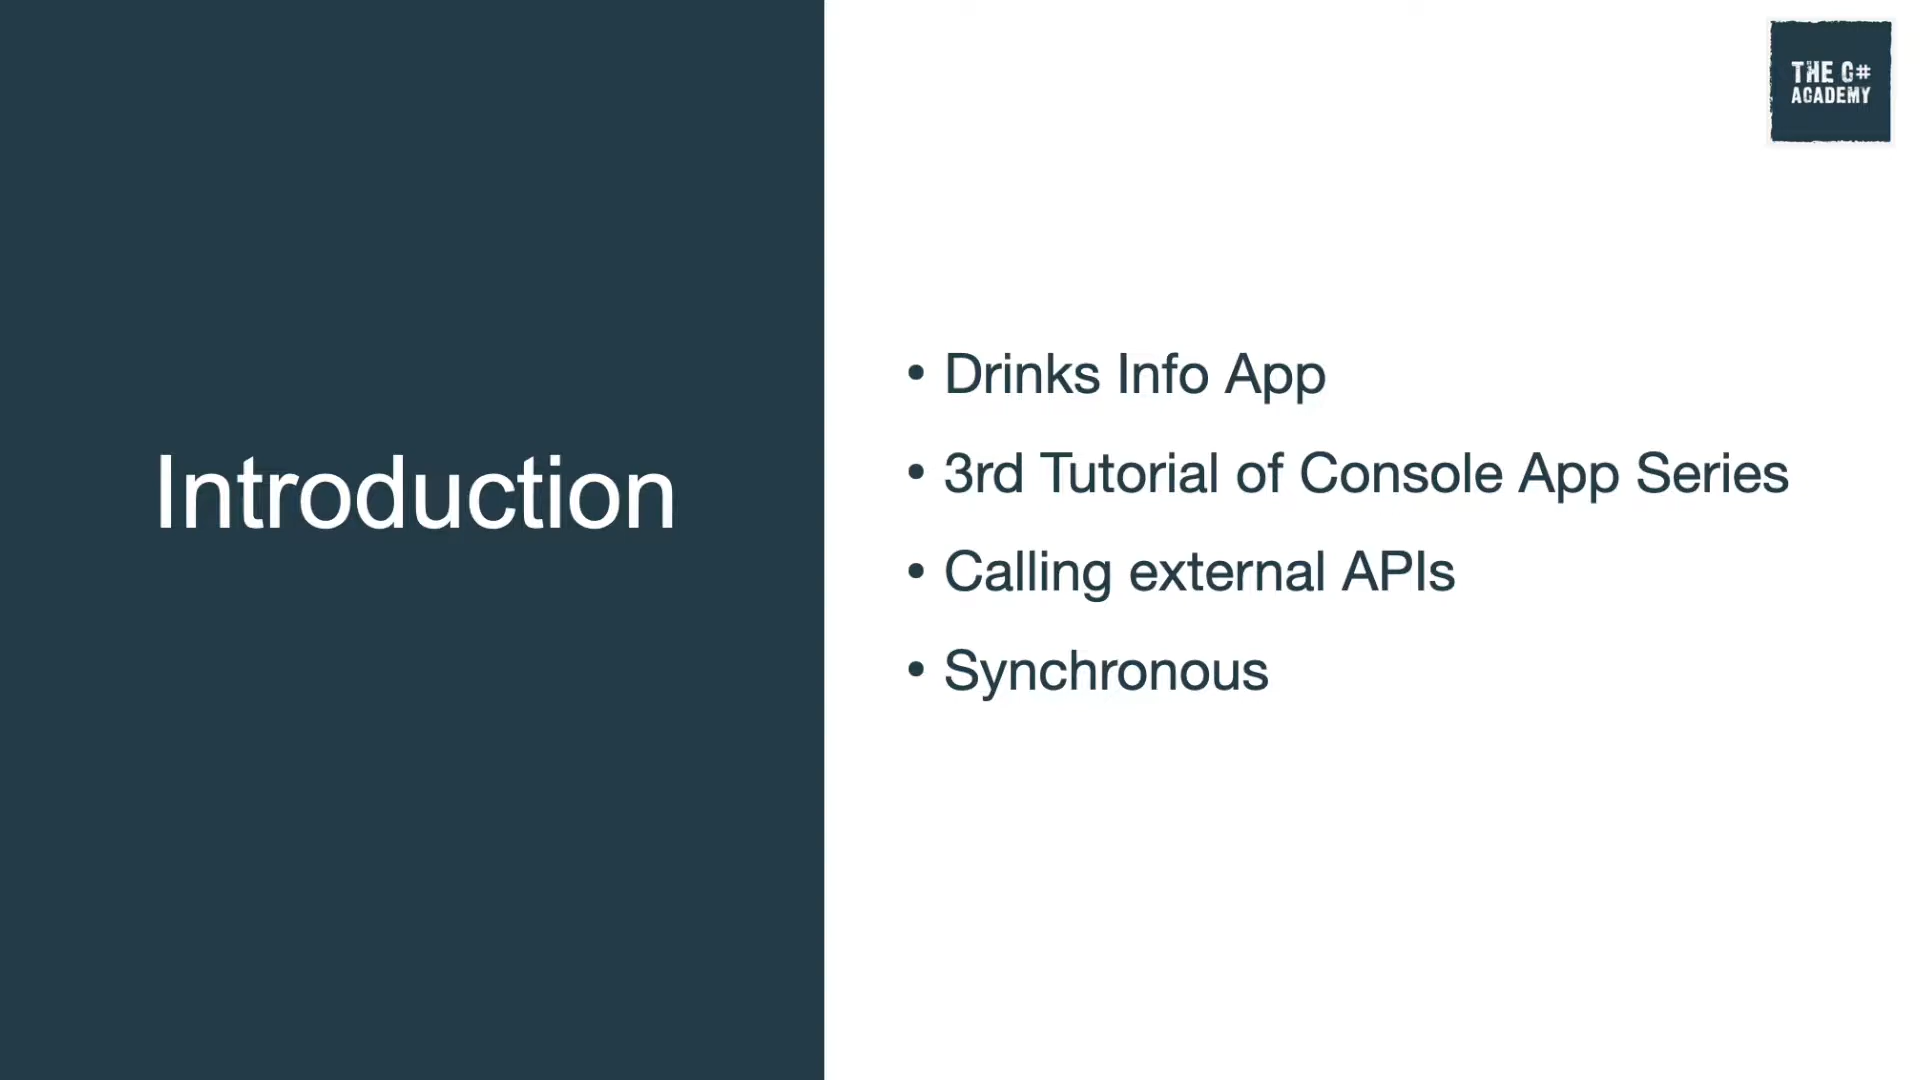 THE C#
ACADEMY
Introduction
• Drinks Info App
• 3rd Tutorial of Console App Series
• Calling external APIs
• Synchronous